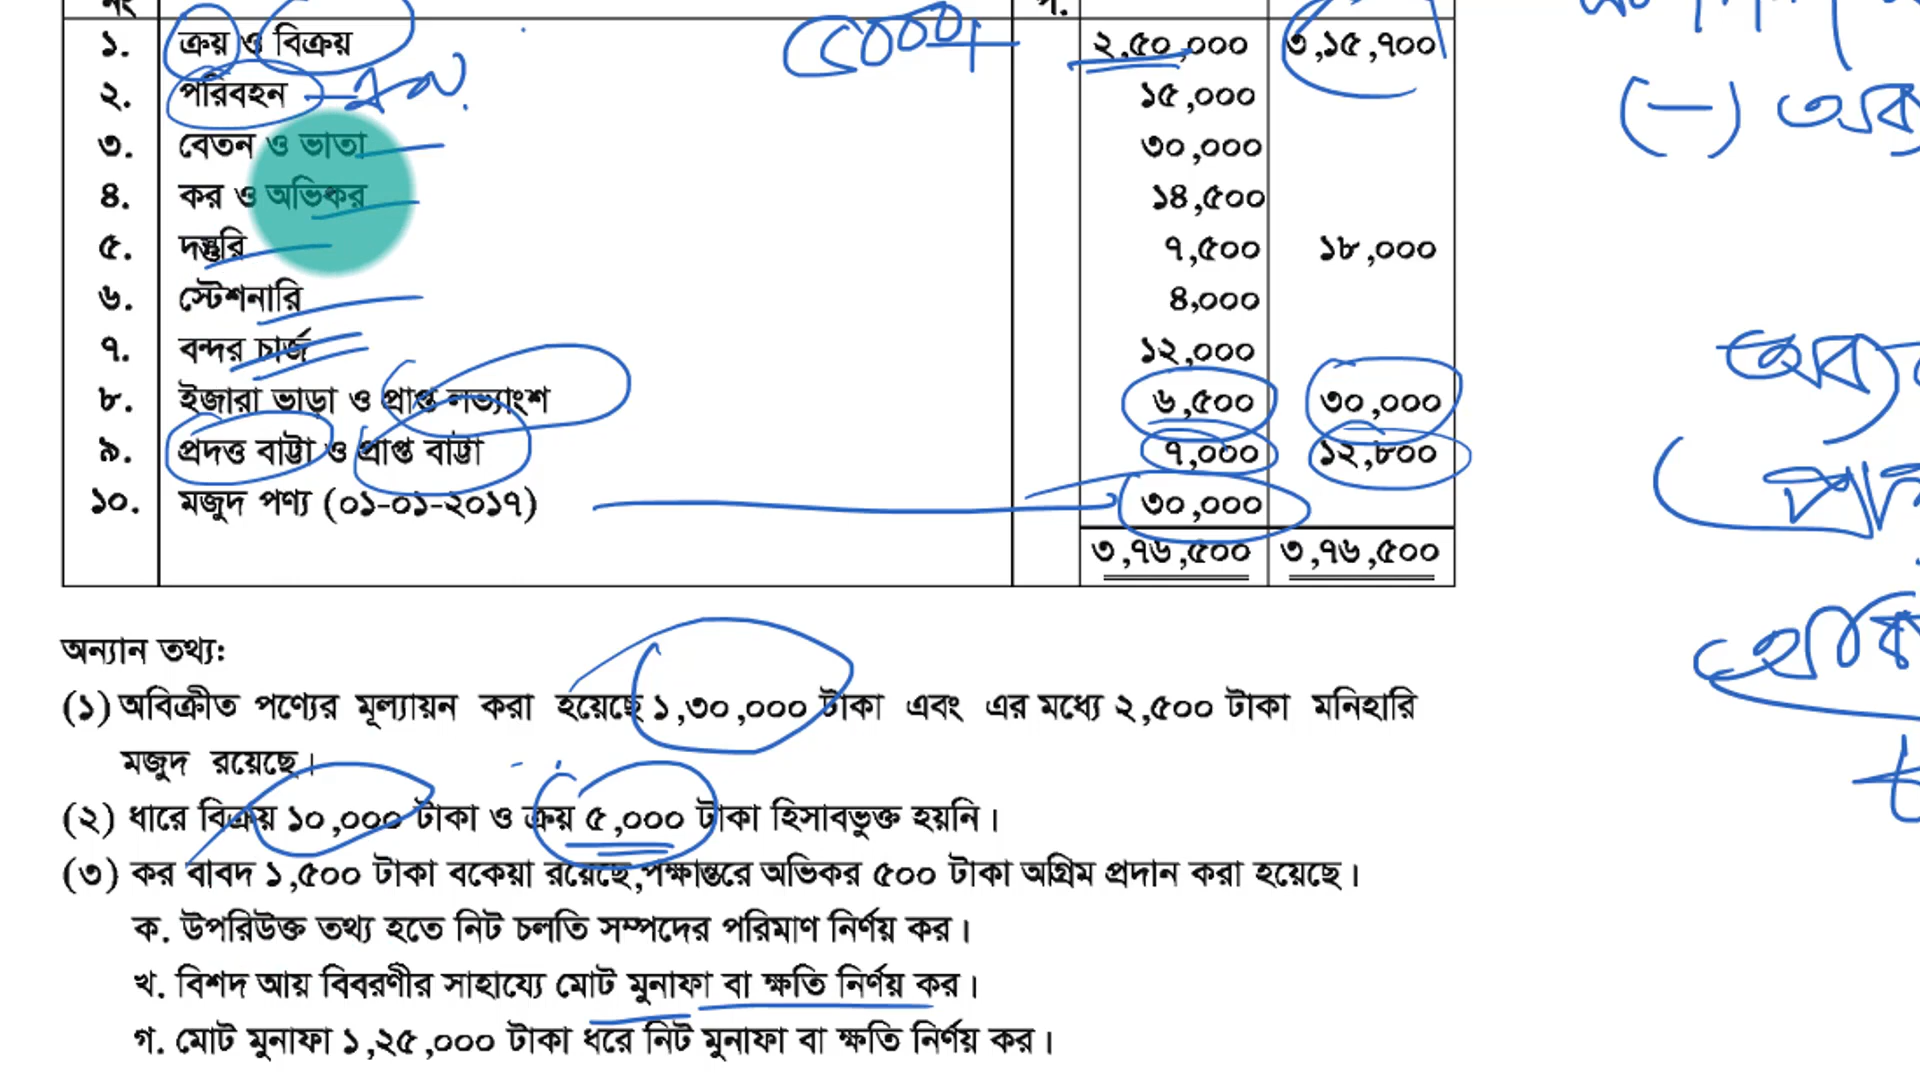 নং প.
১. ক্রয় ও বিক্রয় ২,৫০,০০০ ৩,১৫,৭০০
২. পরিবহন ১৫,০০০
৩. বেতন ও ভাতা ৩০,০০০
৪. কর ও অভিকর ১৪,৫০০
৫. দস্তুরি ৭,৫০০ ১৮,০০০
৬. স্টেশনারি ৪,০০০
৭. বন্দর চার্জ ১২,০০০
৮. ইজারা ভাড়া ও প্রাপ্ত লভ্যাংশ ৬,৫০০ ৩০,০০০
৯. প্রদত্ত বাট্টা ও প্রাপ্ত বাট্টা ৭,০০০ ১২,৮০০
১০. মজুদ পণ্য (০১-০১-২০১৭) ৩০,০০০
৩,৭৬,৫০০ ৩,৭৬,৫০০
অন্যান তথ্য:
(১) অবিক্রীত পণ্যের মূল্যায়ন করা হয়েছে ১,৩০,০০০ টাকা এবং এর মধ্যে ২,৫০০ টাকা মনিহারি
মজুদ রয়েছে।
(২) ধারে বিক্রয় ১০,০০০ টাকা ও ক্রয় ৫,০০০ টাকা হিসাবভুক্ত হয়নি।
(৩) কর বাবদ ১,৫০০ টাকা বকেয়া রয়েছে,পক্ষান্তরে অভিকর ৫০০ টাকা অগ্রিম প্রদান করা হয়েছে।
ক. উপরিউক্ত তথ্য হতে নিট চলতি সম্পদের পরিমাণ নির্ণয় কর।
খ. বিশদ আয় বিবরণীর সাহায্যে মোট মুনাফা বা ক্ষতি নির্ণয় কর।
গ. মোট মুনাফা ১,২৫,০০০ টাকা ধরে নিট মুনাফা বা ক্ষতি নির্ণয় কর।